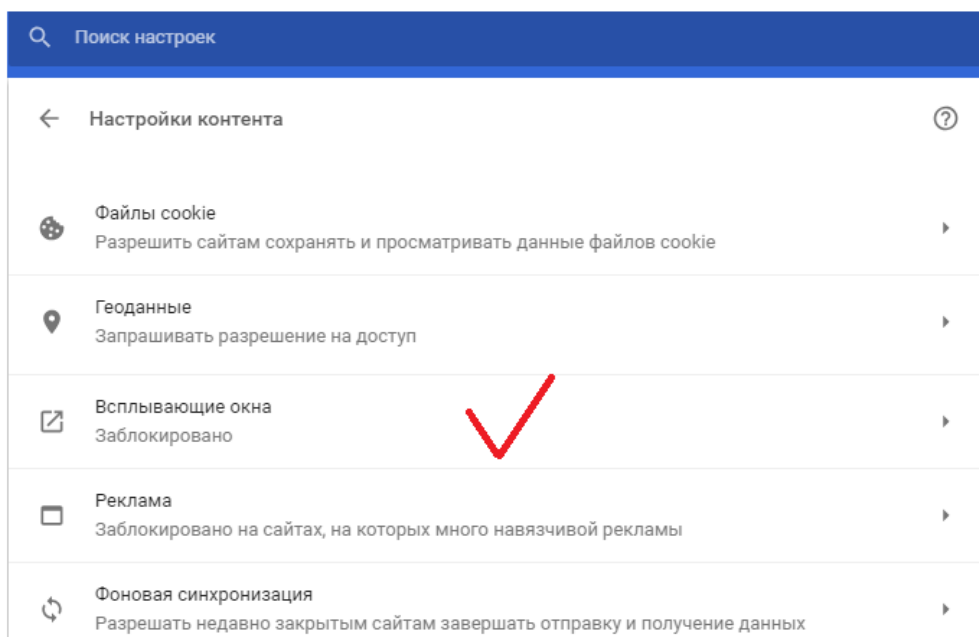 Поиск настроек
Настройки контента
Файлы cookie
Разрешить сайтам сохранять и просматривать данные файлов cookie
Геоданные
Запрашивать разрешение на доступ
Всплывающие окна
Заблокировано
Реклама
Заблокировано на сайтах, на которых много навязчивой рекламы
Фоновая синхронизация
Разрешать недавно закрытым сайтам завершать отправку и получение данных